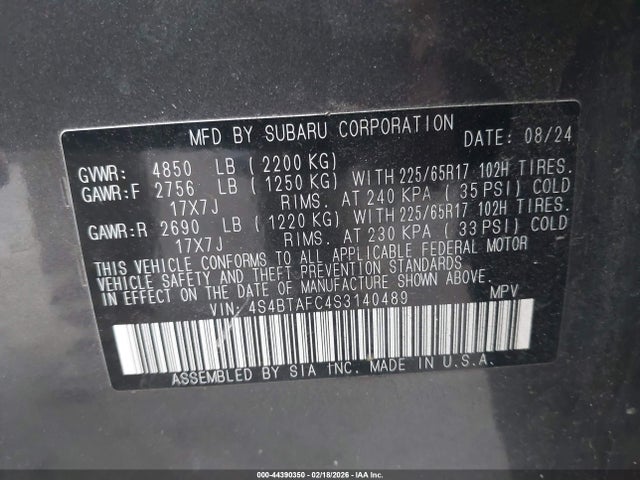 MFD BY SUBARU CORPORATION DATE: 08/24
GVWR: 4850 LB (2200 KG)
GAWR:F 2756 LB (1250 KG) WITH 225/65R17 102H TIRES.
17X7J RIMS. AT 240 KPA (35 PSI) COLD
GAWR:R 2690 LB (1220 KG) WITH 225/65R17 102H TIRES.
17X7J RIMS. AT 230 KPA (33 PSI) COLD
THIS VEHICLE CONFORMS TO ALL APPLICABLE FEDERAL MOTOR
VEHICLE SAFETY AND THEFT PREVENTION STANDARDS
IN EFFECT ON THE DATE OF MANUFACTURE SHOWN ABOVE.
VIN: 4S4BTAFC4S3140489 MPV
ASSEMBLED BY SIA INC. MADE IN U.S.A.
000-44390350 - 02/18/2026 - IAA Inc.